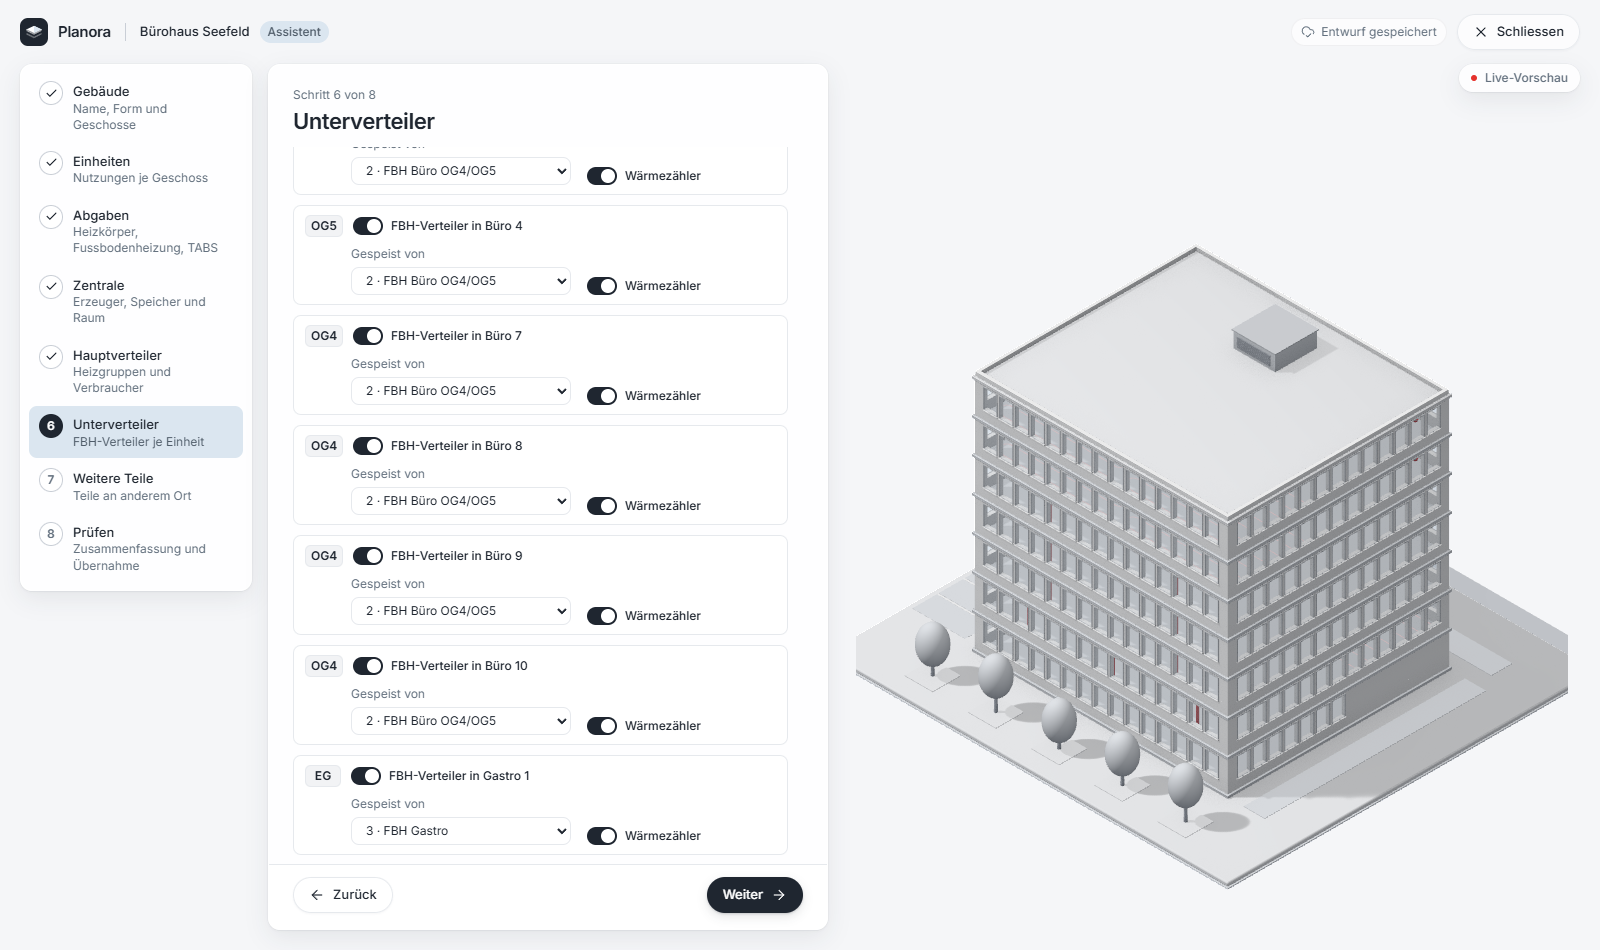 Planora
Bürohaus Seefeld
Assistent
Entwurf gespeichert
Schliessen
Live-Vorschau
Gebäude
Name, Form und
Geschosse
Einheiten
Nutzungen je Geschoss
Abgaben
Heizkörper,
Fussbodenheizung, TABS
Zentrale
Erzeuger, Speicher und
Raum
Hauptverteiler
Heizgruppen und
Verbraucher
6
Unterverteiler
FBH-Verteiler je Einheit
7
Weitere Teile
Teile an anderem Ort
8
Prüfen
Zusammenfassung und
Übernahme
Schritt 6 von 8
Unterverteiler
Gespeist von
2 · FBH Büro OG4/OG5
Wärmezähler
OG5
FBH-Verteiler in Büro 4
Gespeist von
2 · FBH Büro OG4/OG5
Wärmezähler
OG4
FBH-Verteiler in Büro 7
Gespeist von
2 · FBH Büro OG4/OG5
Wärmezähler
OG4
FBH-Verteiler in Büro 8
Gespeist von
2 · FBH Büro OG4/OG5
Wärmezähler
OG4
FBH-Verteiler in Büro 9
Gespeist von
2 · FBH Büro OG4/OG5
Wärmezähler
OG4
FBH-Verteiler in Büro 10
Gespeist von
2 · FBH Büro OG4/OG5
Wärmezähler
EG
FBH-Verteiler in Gastro 1
Gespeist von
3 · FBH Gastro
Wärmezähler
Zurück
Weiter